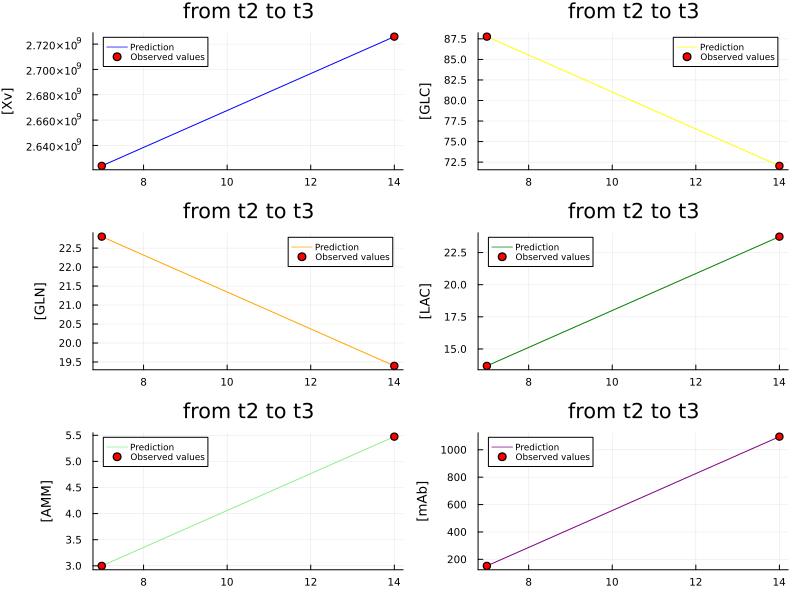 from t2 to t3
[Xv]
2.720×10⁹
2.700×10⁹
2.680×10⁹
2.660×10⁹
2.640×10⁹
Prediction
Observed values
8 10 12 14
from t2 to t3
[GLC]
87.5
85.0
82.5
80.0
77.5
75.0
72.5
Prediction
Observed values
8 10 12 14
from t2 to t3
[GLN]
22.5
22.0
21.5
21.0
20.5
20.0
19.5
Prediction
Observed values
8 10 12 14
from t2 to t3
[LAC]
22.5
20.0
17.5
15.0
Prediction
Observed values
8 10 12 14
from t2 to t3
[AMM]
5.5
5.0
4.5
4.0
3.5
3.0
Prediction
Observed values
8 10 12 14
from t2 to t3
[mAb]
1000
800
600
400
200
Prediction
Observed values
8 10 12 14